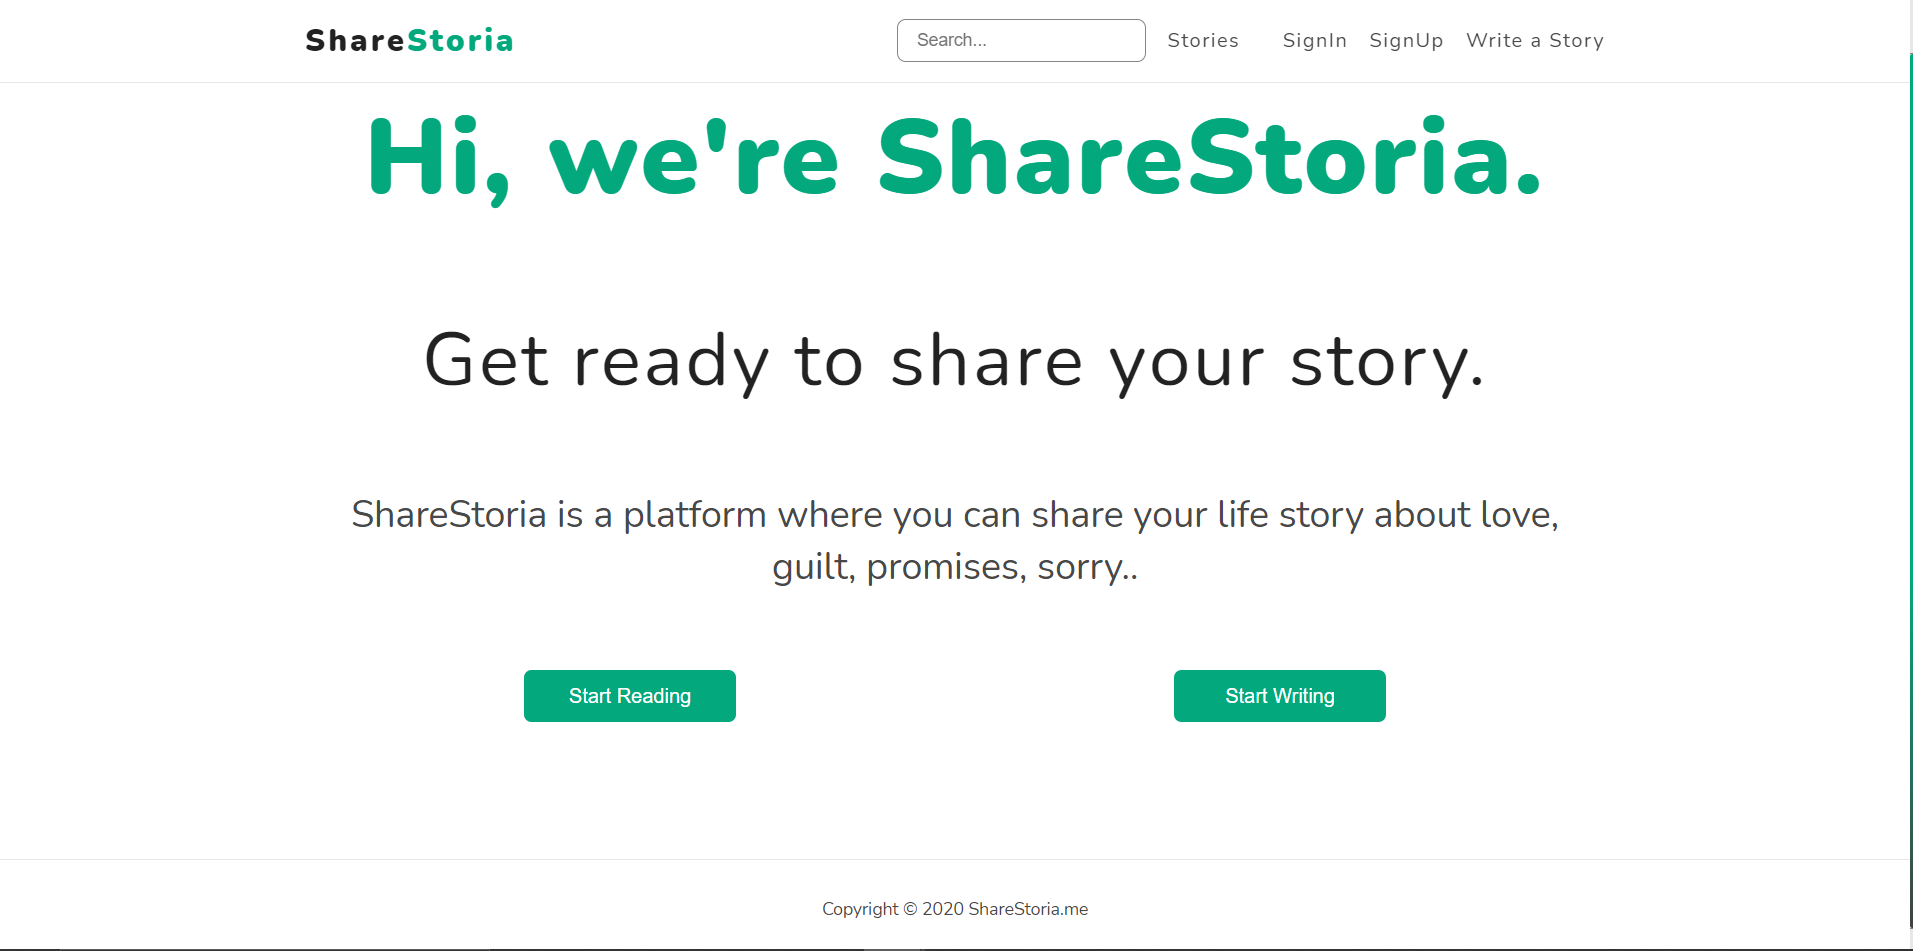 ShareStoria Search... Stories SignIn SignUp Write a Story
Hi, we're ShareStoria.
Get ready to share your story.
ShareStoria is a platform where you can share your life story about love,
guilt, promises, sorry..
Start Reading Start Writing
Copyright © 2020 ShareStoria.me